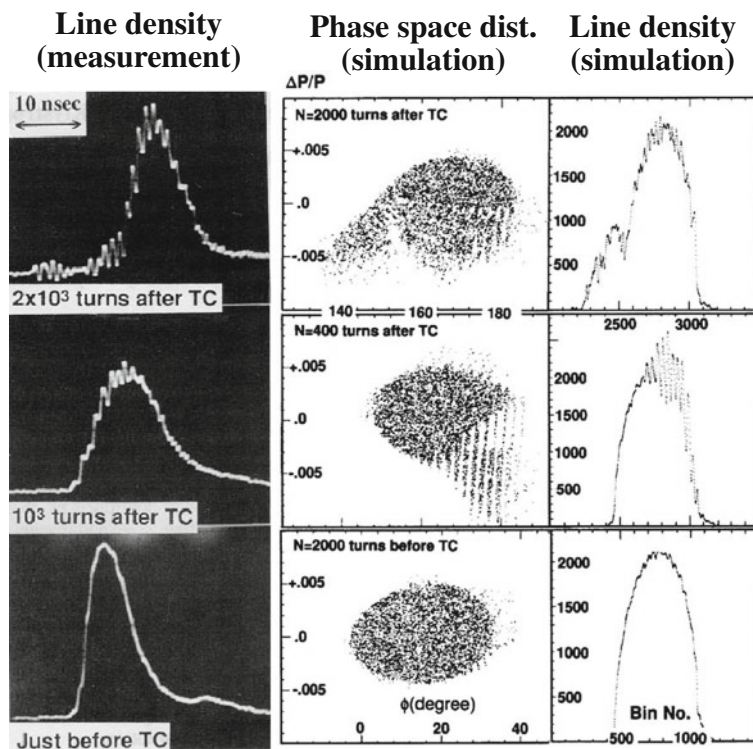 Line density
(measurement)
Phase space dist.
(simulation)
Line density
(simulation)
10 nsec
2x10³ turns after TC
10³ turns after TC
Just before TC
ΔP/P
N=2000 turns after TC
+.005
.0
-.005
140 160 180
N=400 turns after TC
+.005
.0
-.005
N=2000 turns before TC
+.005
.0
-.005
ϕ(degree)
0 20 40
2000
1500
1000
500
2500 3000
2000
1500
1000
500
2000
1500
1000
500
Bin No.
500 1000